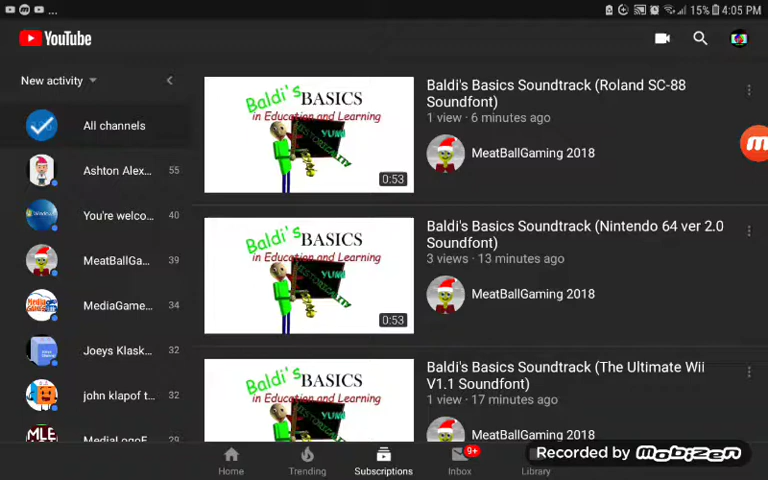 ... 15% 4:05 PM
YouTube
New activity
All channels
Ashton Alex... 55
You're welco... 40
MeatBallGa... 39
MediaGame... 34
Joeys Klask... 32
john klapof t... 32
MediaLogoF... 29
Baldi's BASICS
in Education and Learning
0:53
Baldi's Basics Soundtrack (Roland SC-88
Soundfont)
1 view · 6 minutes ago
MeatBallGaming 2018
Baldi's BASICS
in Education and Learning
0:53
Baldi's Basics Soundtrack (Nintendo 64 ver 2.0
Soundfont)
3 views · 13 minutes ago
MeatBallGaming 2018
Baldi's BASICS
in Education and Learning
Baldi's Basics Soundtrack (The Ultimate Wii
V1.1 Soundfont)
1 view · 17 minutes ago
MeatBallGaming 2018
Home
Trending
Subscriptions
9+
Inbox
Library
Recorded by mobizen